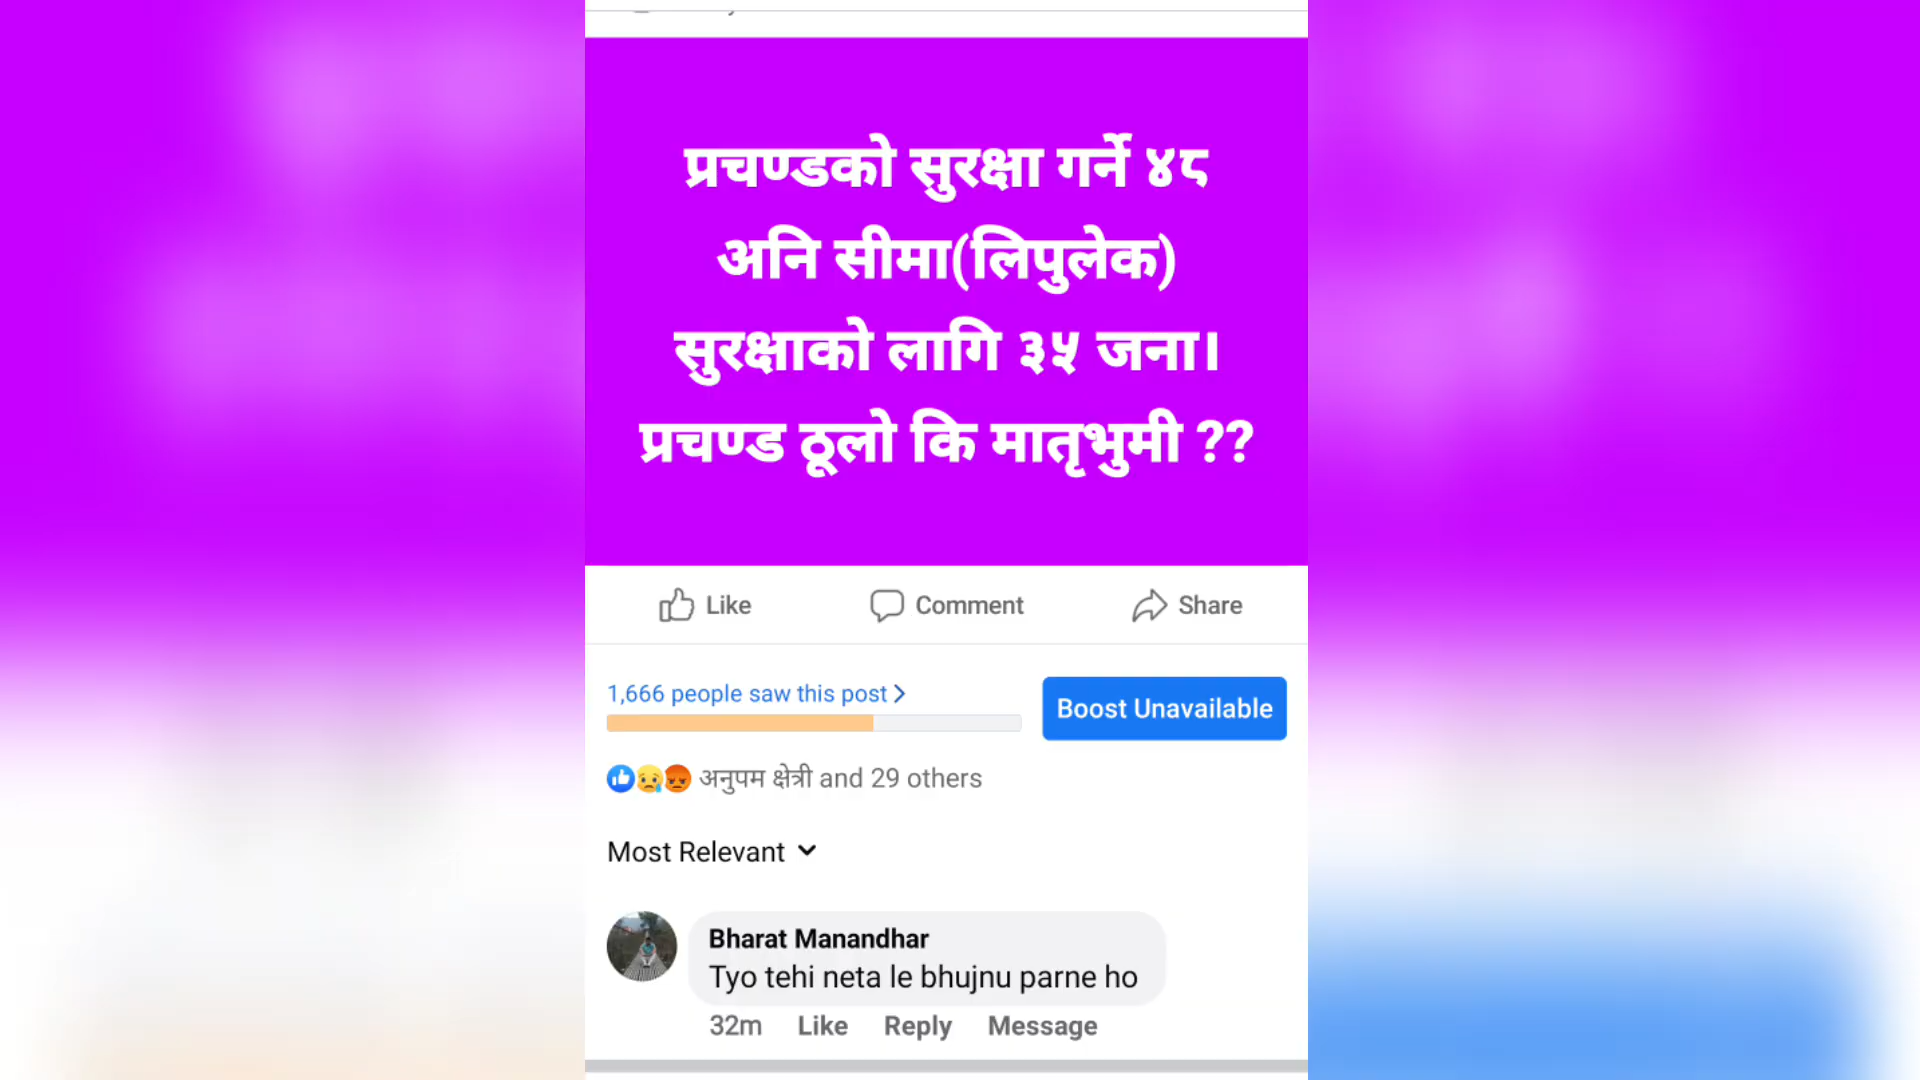 प्रचण्डको सुरक्षा गर्ने ४८
अनि सीमा(लिपुलेक)
सुरक्षाको लागि ३५ जना।
प्रचण्ड ठूलो कि मातृभुमी ??
Like Comment Share
1,666 people saw this post
Boost Unavailable
अनुपम क्षेत्री and 29 others
Most Relevant
Bharat Manandhar
Tyo tehi neta le bhujnu parne ho
32m Like Reply Message